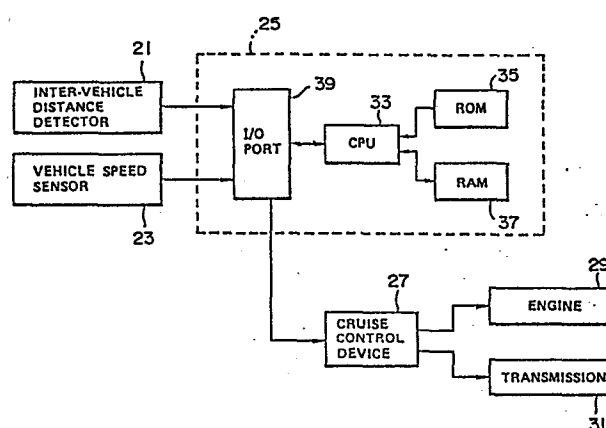 25
21
INTER-VEHICLE
DISTANCE
DETECTOR
39
I/O
PORT
33
CPU
35
ROM
RAM
37
VEHICLE SPEED
SENSOR
23
27
CRUISE
CONTROL
DEVICE
29
ENGINE
TRANSMISSION
31